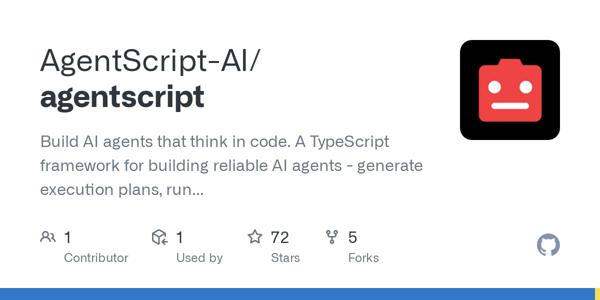 AgentScript-AI/
agentscript
Build AI agents that think in code. A TypeScript
framework for building reliable AI agents - generate
execution plans, run...
1
Contributor
1
Used by
72
Stars
5
Forks